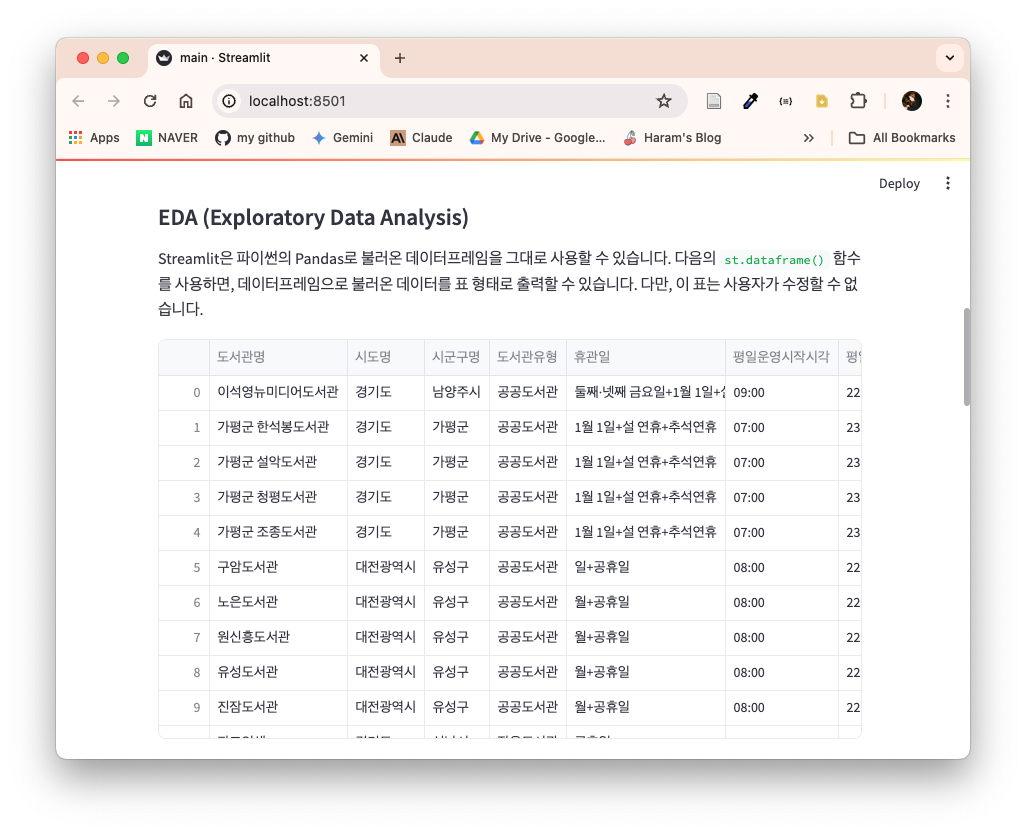 main · Streamlit
localhost:8501
Apps NAVER my github Gemini Claude My Drive - Google... Haram's Blog All Bookmarks
Deploy
EDA (Exploratory Data Analysis)
Streamlit은 파이썬의 Pandas로 불러온 데이터프레임을 그대로 사용할 수 있습니다. 다음의 st.dataframe() 함수
를 사용하면, 데이터프레임으로 불러온 데이터를 표 형태로 출력할 수 있습니다. 다만, 이 표는 사용자가 수정할 수 없
습니다.
도서관명 시도명 시군구명 도서관유형 휴관일 평일운영시작시각
0 이석영뉴미디어도서관 경기도 남양주시 공공도서관 둘째·넷째 금요일+1월 1일+ 09:00 22
1 가평군 한석봉도서관 경기도 가평군 공공도서관 1월 1일+설 연휴+추석연휴 07:00 23
2 가평군 설악도서관 경기도 가평군 공공도서관 1월 1일+설 연휴+추석연휴 07:00 23
3 가평군 청평도서관 경기도 가평군 공공도서관 1월 1일+설 연휴+추석연휴 07:00 23
4 가평군 조종도서관 경기도 가평군 공공도서관 1월 1일+설 연휴+추석연휴 07:00 23
5 구암도서관 대전광역시 유성구 공공도서관 일+공휴일 08:00 22
6 노은도서관 대전광역시 유성구 공공도서관 월+공휴일 08:00 22
7 원신흥도서관 대전광역시 유성구 공공도서관 월+공휴일 08:00 22
8 유성도서관 대전광역시 유성구 공공도서관 월+공휴일 08:00 22
9 진잠도서관 대전광역시 유성구 공공도서관 월+공휴일 08:00 22